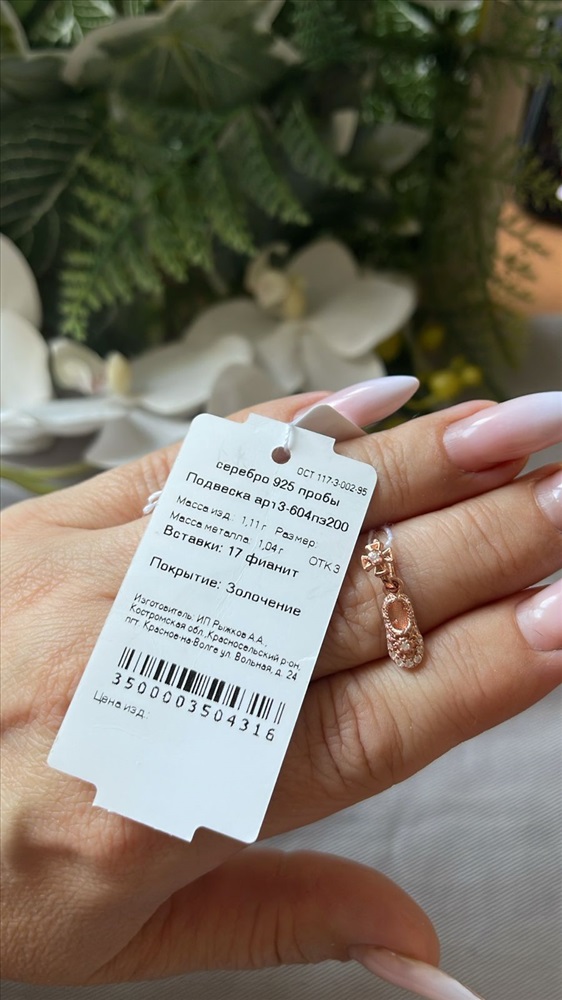 ОСТ 117-3-002-95
серебро 925 пробы
Подвеска арт3-604пз200
Масса изд.: 1,11 г Размер:
Масса металла: 1,04 г ОТК 3
Вставки: 17 фианит
Покрытие: Золочение
Изготовитель: ИП Рыжков А.А.,
Костромская обл.,Красносельский р-он,
пгт. Красное-на-Волге ул. Вольная, д. 24
3500003504316
Цена изд.: